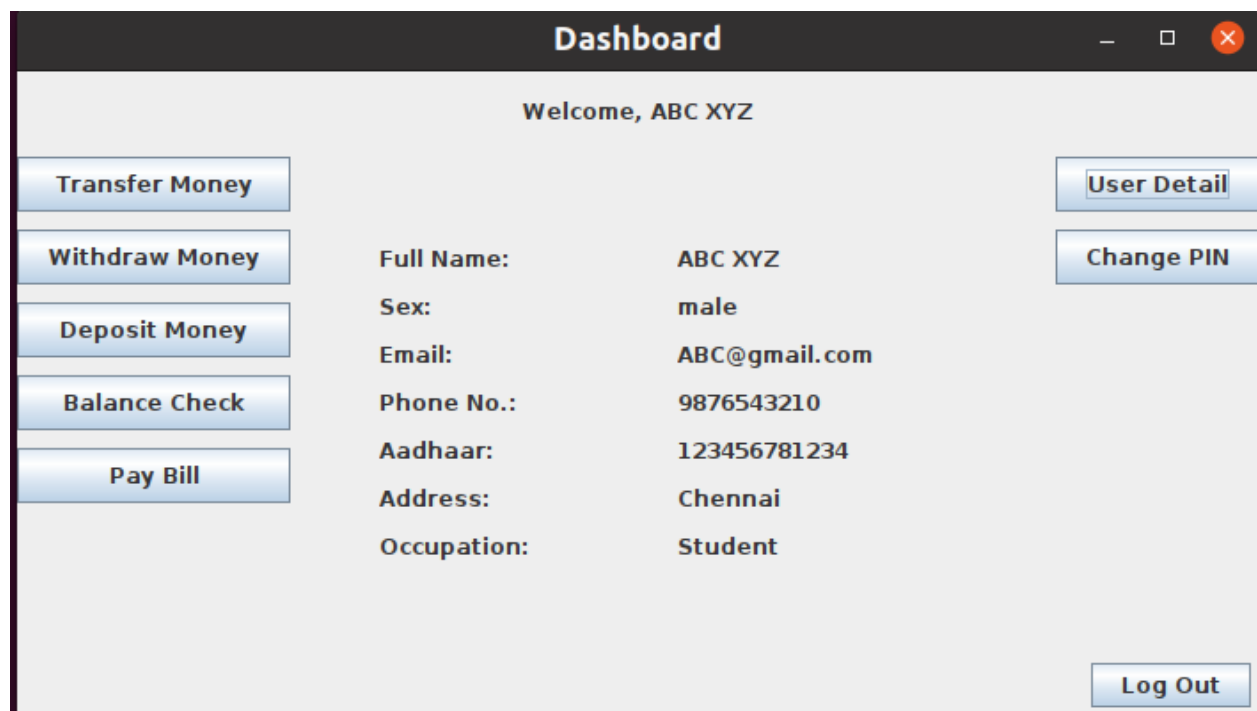 Dashboard
Welcome, ABC XYZ
Transfer Money
Withdraw Money
Deposit Money
Balance Check
Pay Bill
Full Name: ABC XYZ
Sex: male
Email: ABC@gmail.com
Phone No.: 9876543210
Aadhaar: 123456781234
Address: Chennai
Occupation: Student
User Detail
Change PIN
Log Out